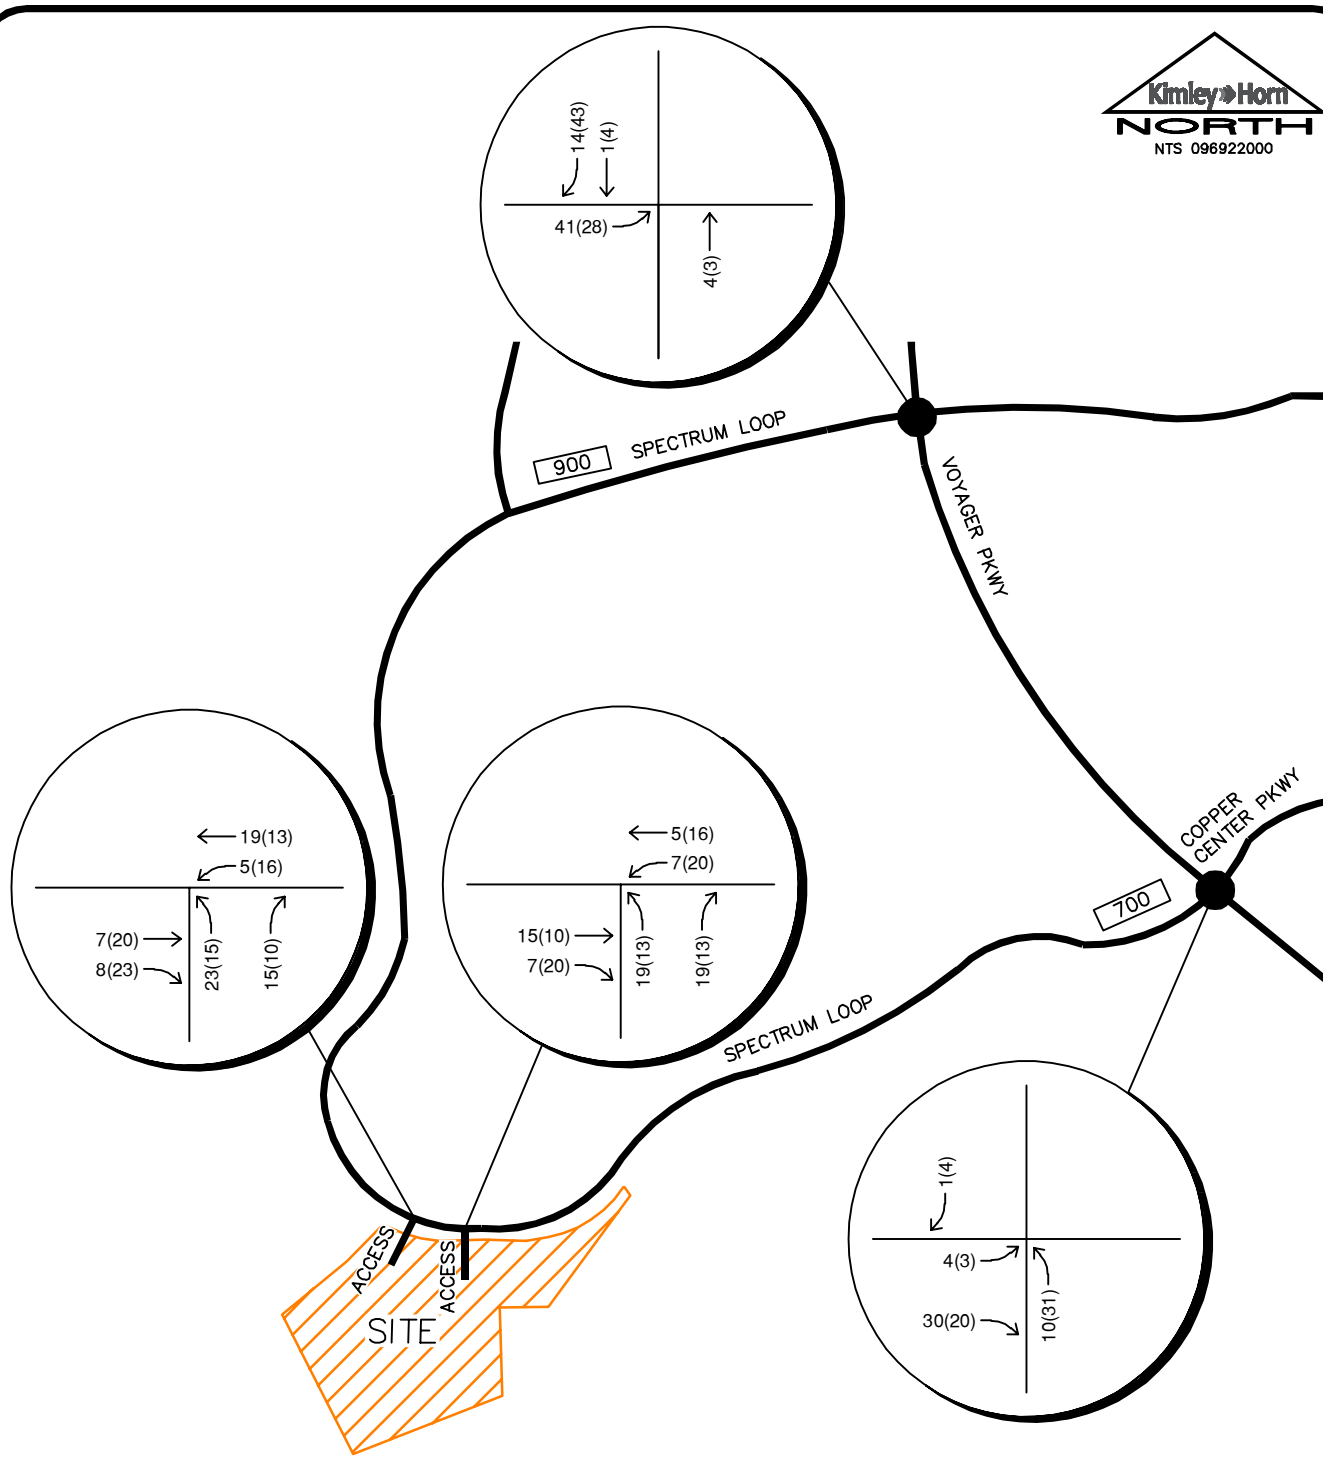 Kimley»Horn
NORTH
NTS 096922000
14(43)
1(4)
41(28)
4(3)
900
SPECTRUM LOOP
VOYAGER PKWY
19(13)
5(16)
7(20)
8(23)
23(15)
15(10)
5(16)
7(20)
15(10)
7(20)
19(13)
19(13)
COPPER
CENTER PKWY
700
SPECTRUM LOOP
1(4)
4(3)
30(20)
10(31)
ACCESS
ACCESS
SITE